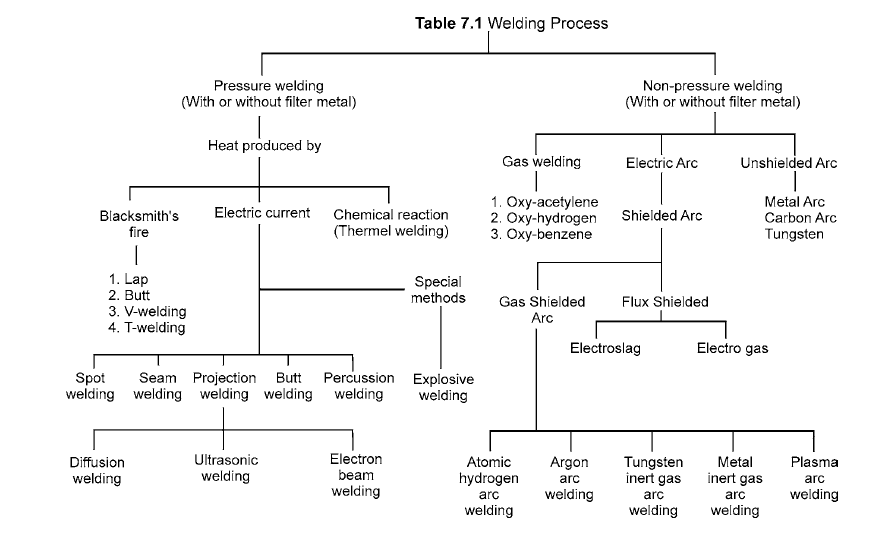 Table 7.1 Welding Process
Pressure welding
(With or without filter metal)
Non-pressure welding
(With or without filter metal)
Heat produced by
Gas welding
Electric Arc
Unshielded Arc
Blacksmith's
fire
Electric current
Chemical reaction
(Thermel welding)
1. Oxy-acetylene
2. Oxy-hydrogen
3. Oxy-benzene
Shielded Arc
Metal Arc
Carbon Arc
Tungsten
1. Lap
2. Butt
3. V-welding
4. T-welding
Special
methods
Gas Shielded
Arc
Flux Shielded
Electroslag
Electro gas
Spot
welding
Seam
welding
Projection
welding
Butt
welding
Percussion
welding
Explosive
welding
Diffusion
welding
Ultrasonic
welding
Electron
beam
welding
Atomic
hydrogen
arc
welding
Argon
arc
welding
Tungsten
inert gas
arc
welding
Metal
inert gas
arc
welding
Plasma
arc
welding